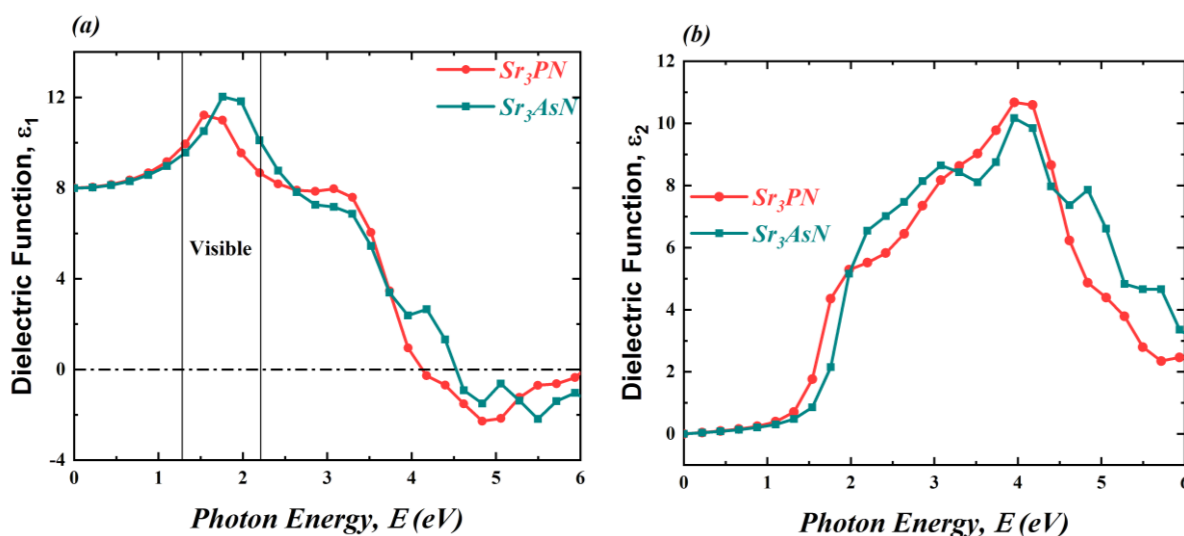 (a)
Dielectric Function, ε₁
12
8
4
0
-4
Sr₃PN
Sr₃AsN
Visible
0 1 2 3 4 5 6
Photon Energy, E (eV)
(b)
Dielectric Function, ε₂
12
10
8
6
4
2
0
Sr₃PN
Sr₃AsN
0 1 2 3 4 5 6
Photon Energy, E (eV)